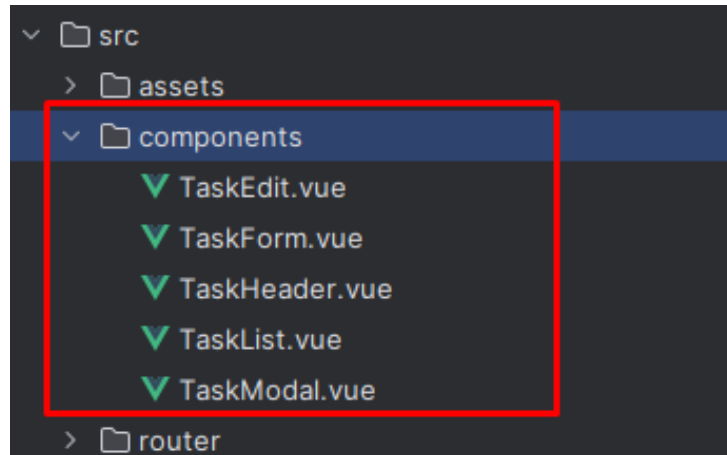 src
assets
components
TaskEdit.vue
TaskForm.vue
TaskHeader.vue
TaskList.vue
TaskModal.vue
router